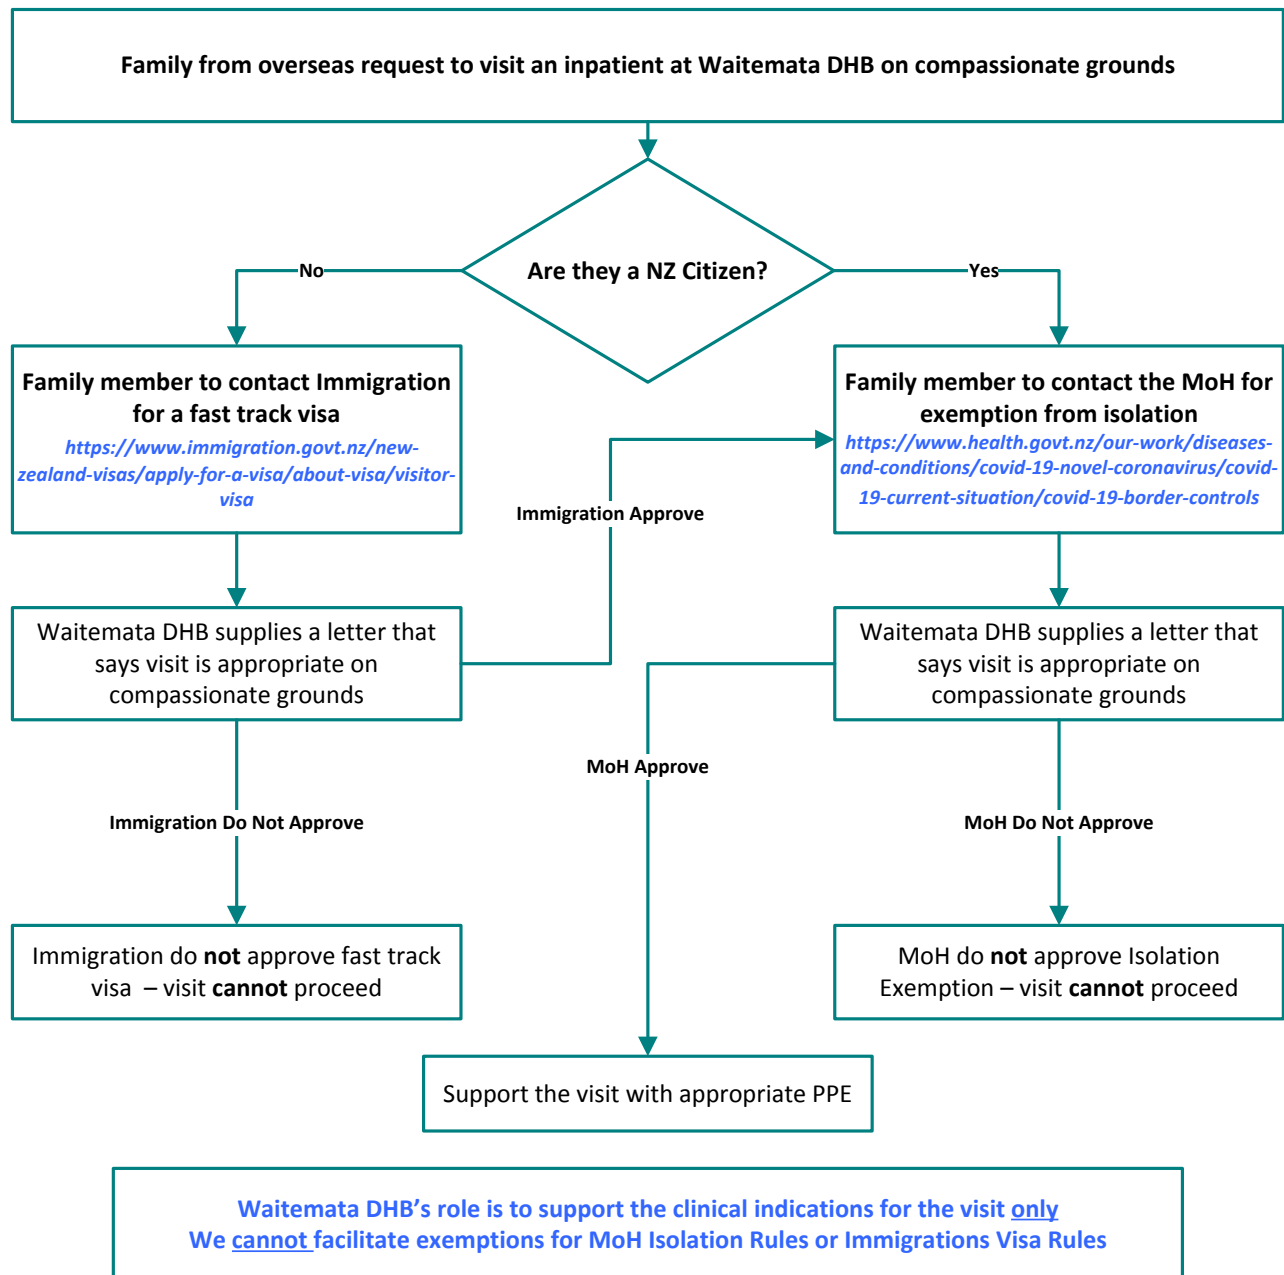 Family from overseas request to visit an inpatient at Waitemata DHB on compassionate grounds
Are they a NZ Citizen?
No
Yes
Family member to contact Immigration
for a fast track visa
https://www.immigration.govt.nz/new-
zealand-visas/apply-for-a-visa/about-visa/visitor-
visa
Family member to contact the MoH for
exemption from isolation
https://www.health.govt.nz/our-work/diseases-
and-conditions/covid-19-novel-coronavirus/covid-
19-current-situation/covid-19-border-controls
Immigration Approve
Waitemata DHB supplies a letter that
says visit is appropriate on
compassionate grounds
Waitemata DHB supplies a letter that
says visit is appropriate on
compassionate grounds
MoH Approve
Immigration Do Not Approve
MoH Do Not Approve
Immigration do not approve fast track
visa – visit cannot proceed
MoH do not approve Isolation
Exemption – visit cannot proceed
Support the visit with appropriate PPE
Waitemata DHB’s role is to support the clinical indications for the visit only
We cannot facilitate exemptions for MoH Isolation Rules or Immigrations Visa Rules